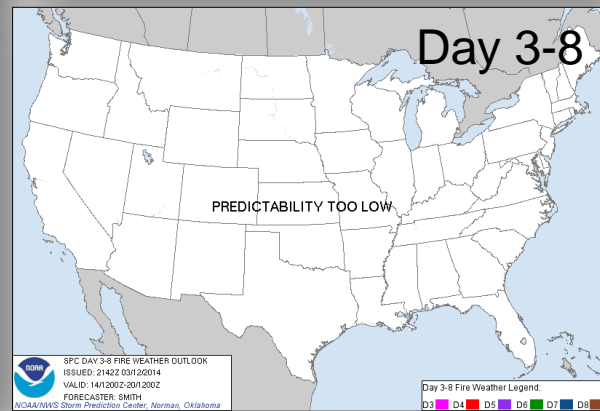 Day 3-8
PREDICTABILITY TOO LOW
NOAA
SPC DAY 3-8 FIRE WEATHER OUTLOOK
ISSUED: 2142Z 03/12/2014
VALID: 14/1200Z-20/1200Z
FORECASTER: SMITH
NOAA/NWS Storm Prediction Center, Norman, Oklahoma
Day 3-8 Fire Weather Legend:
D3 D4 D5 D6 D7 D8